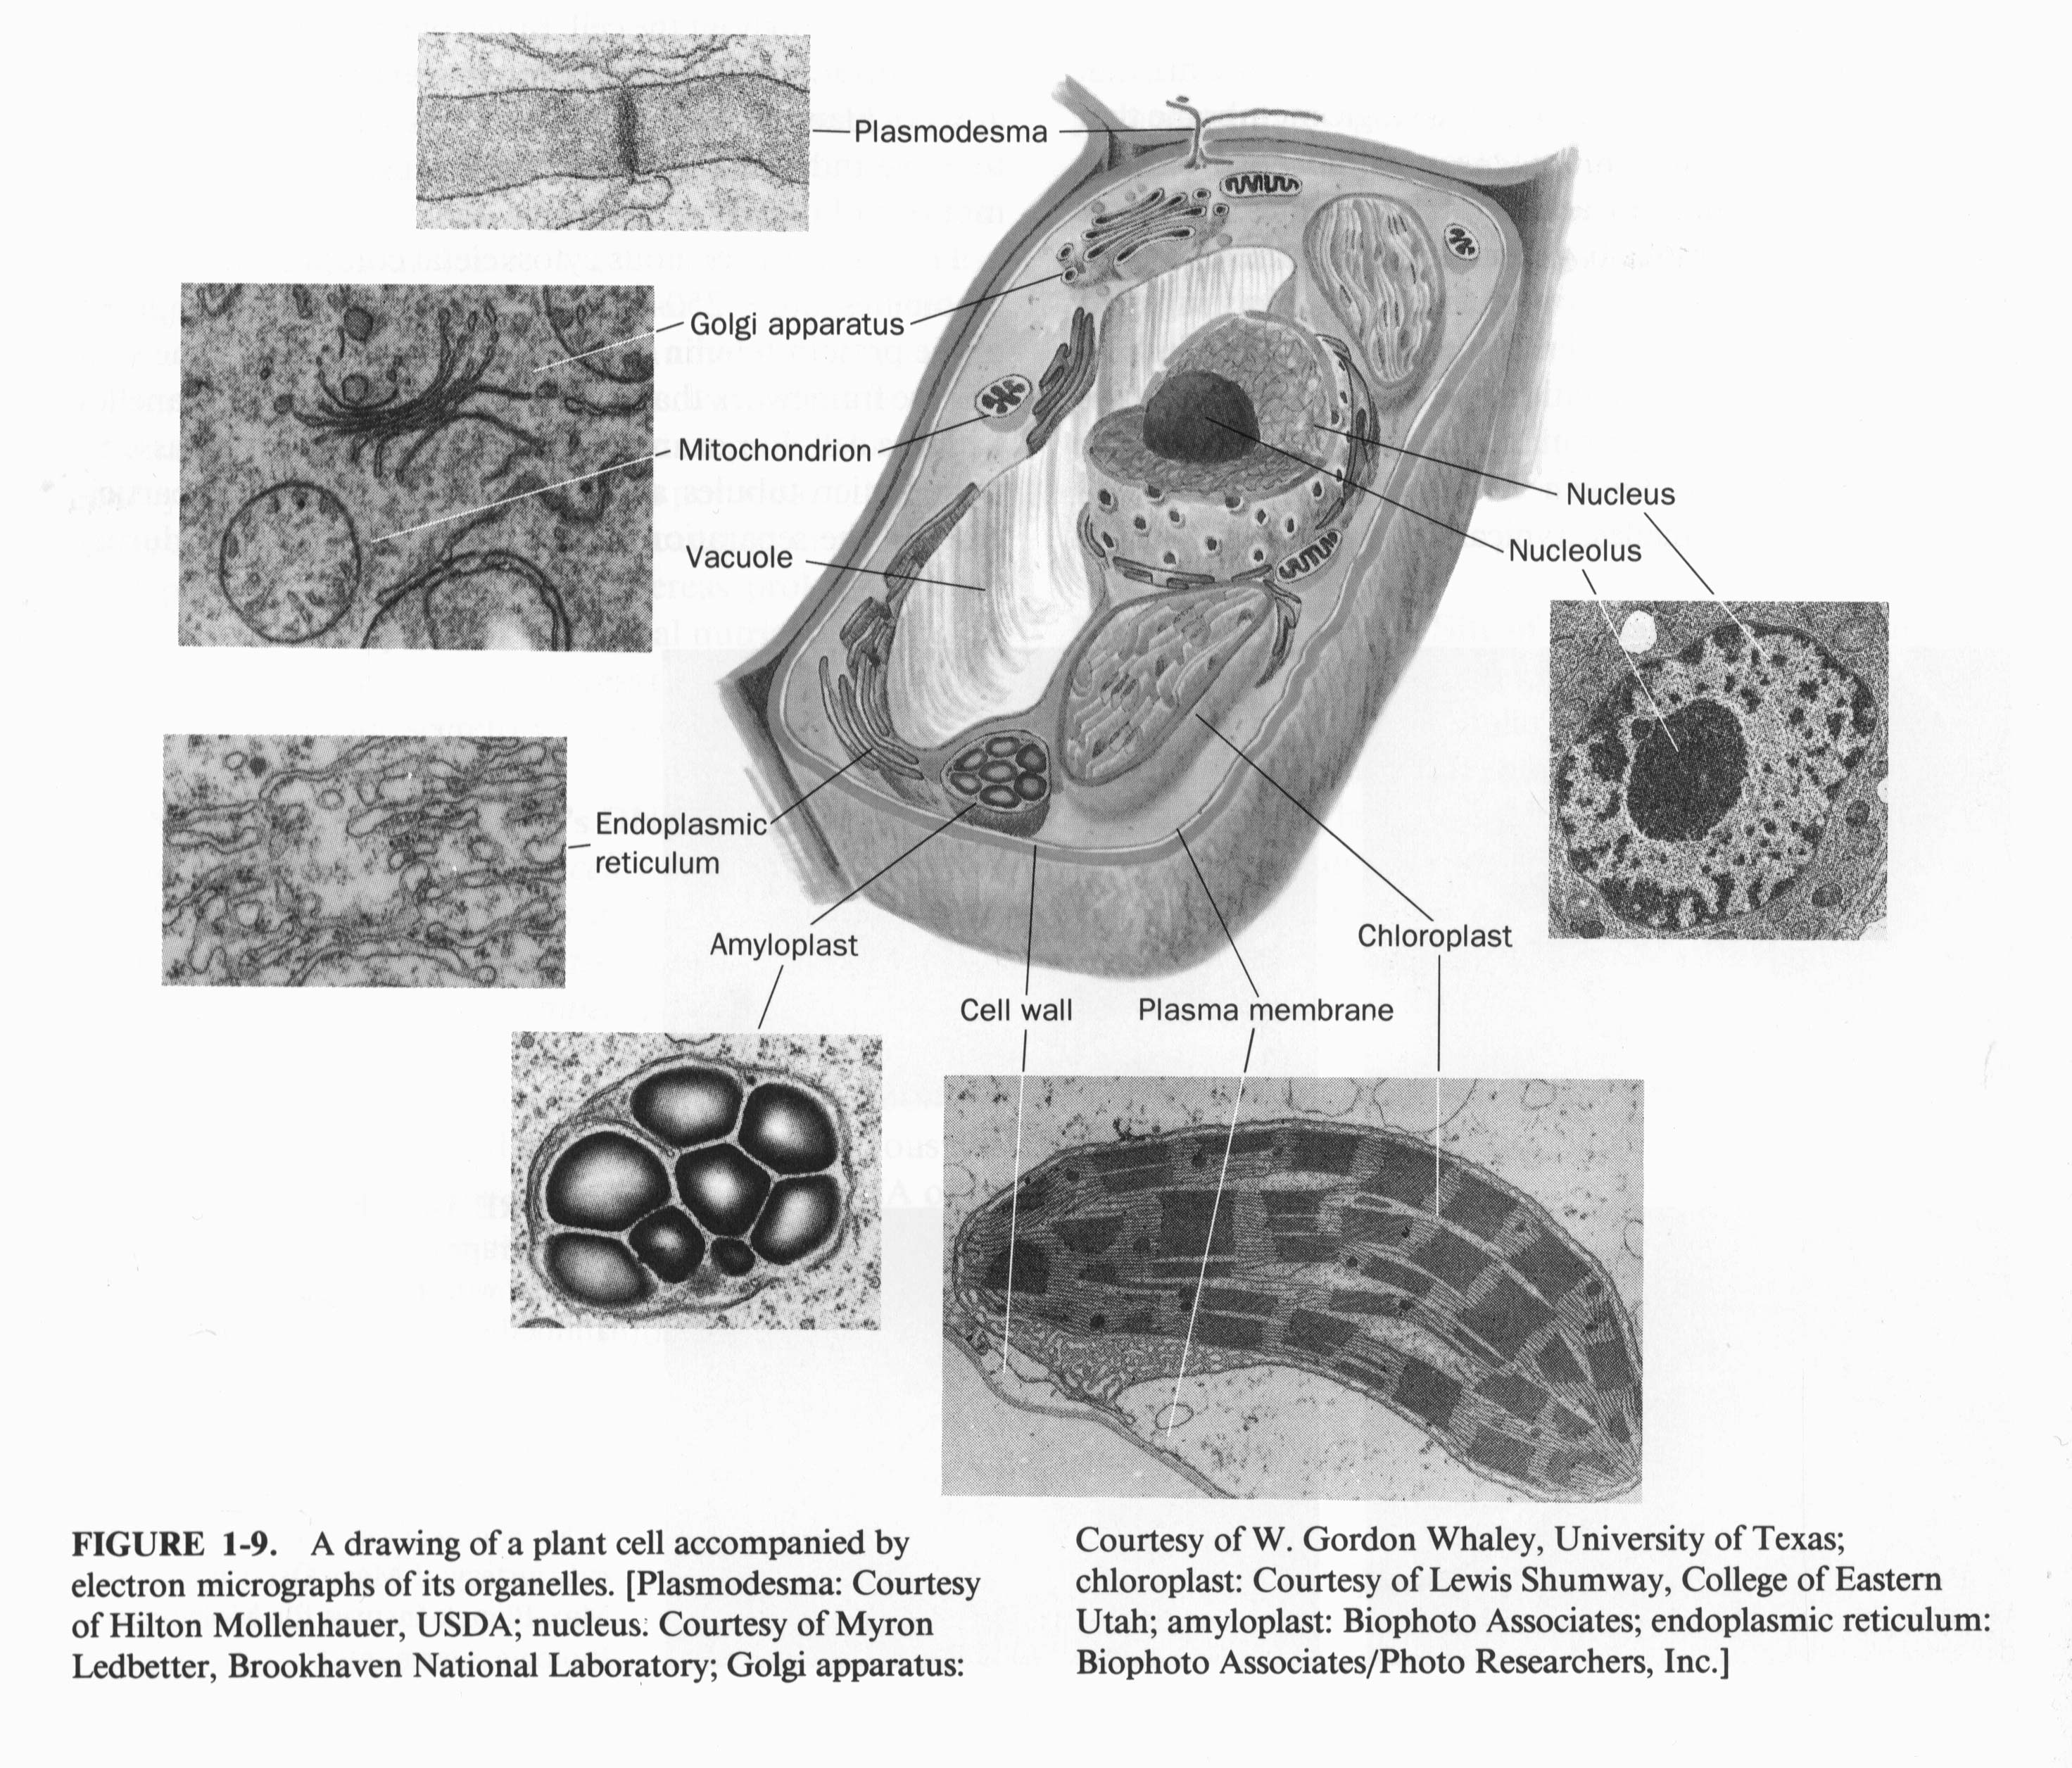 Plasmodesma
Golgi apparatus
Mitochondrion
Vacuole
Nucleus
Nucleolus
Endoplasmic
reticulum
Amyloplast
Chloroplast
Cell wall
Plasma membrane
FIGURE 1-9. A drawing of a plant cell accompanied by
electron micrographs of its organelles. [Plasmodesma: Courtesy
of Hilton Mollenhauer, USDA; nucleus: Courtesy of Myron
Ledbetter, Brookhaven National Laboratory; Golgi apparatus:
Courtesy of W. Gordon Whaley, University of Texas;
chloroplast: Courtesy of Lewis Shumway, College of Eastern
Utah; amyloplast: Biophoto Associates; endoplasmic reticulum:
Biophoto Associates/Photo Researchers, Inc.]